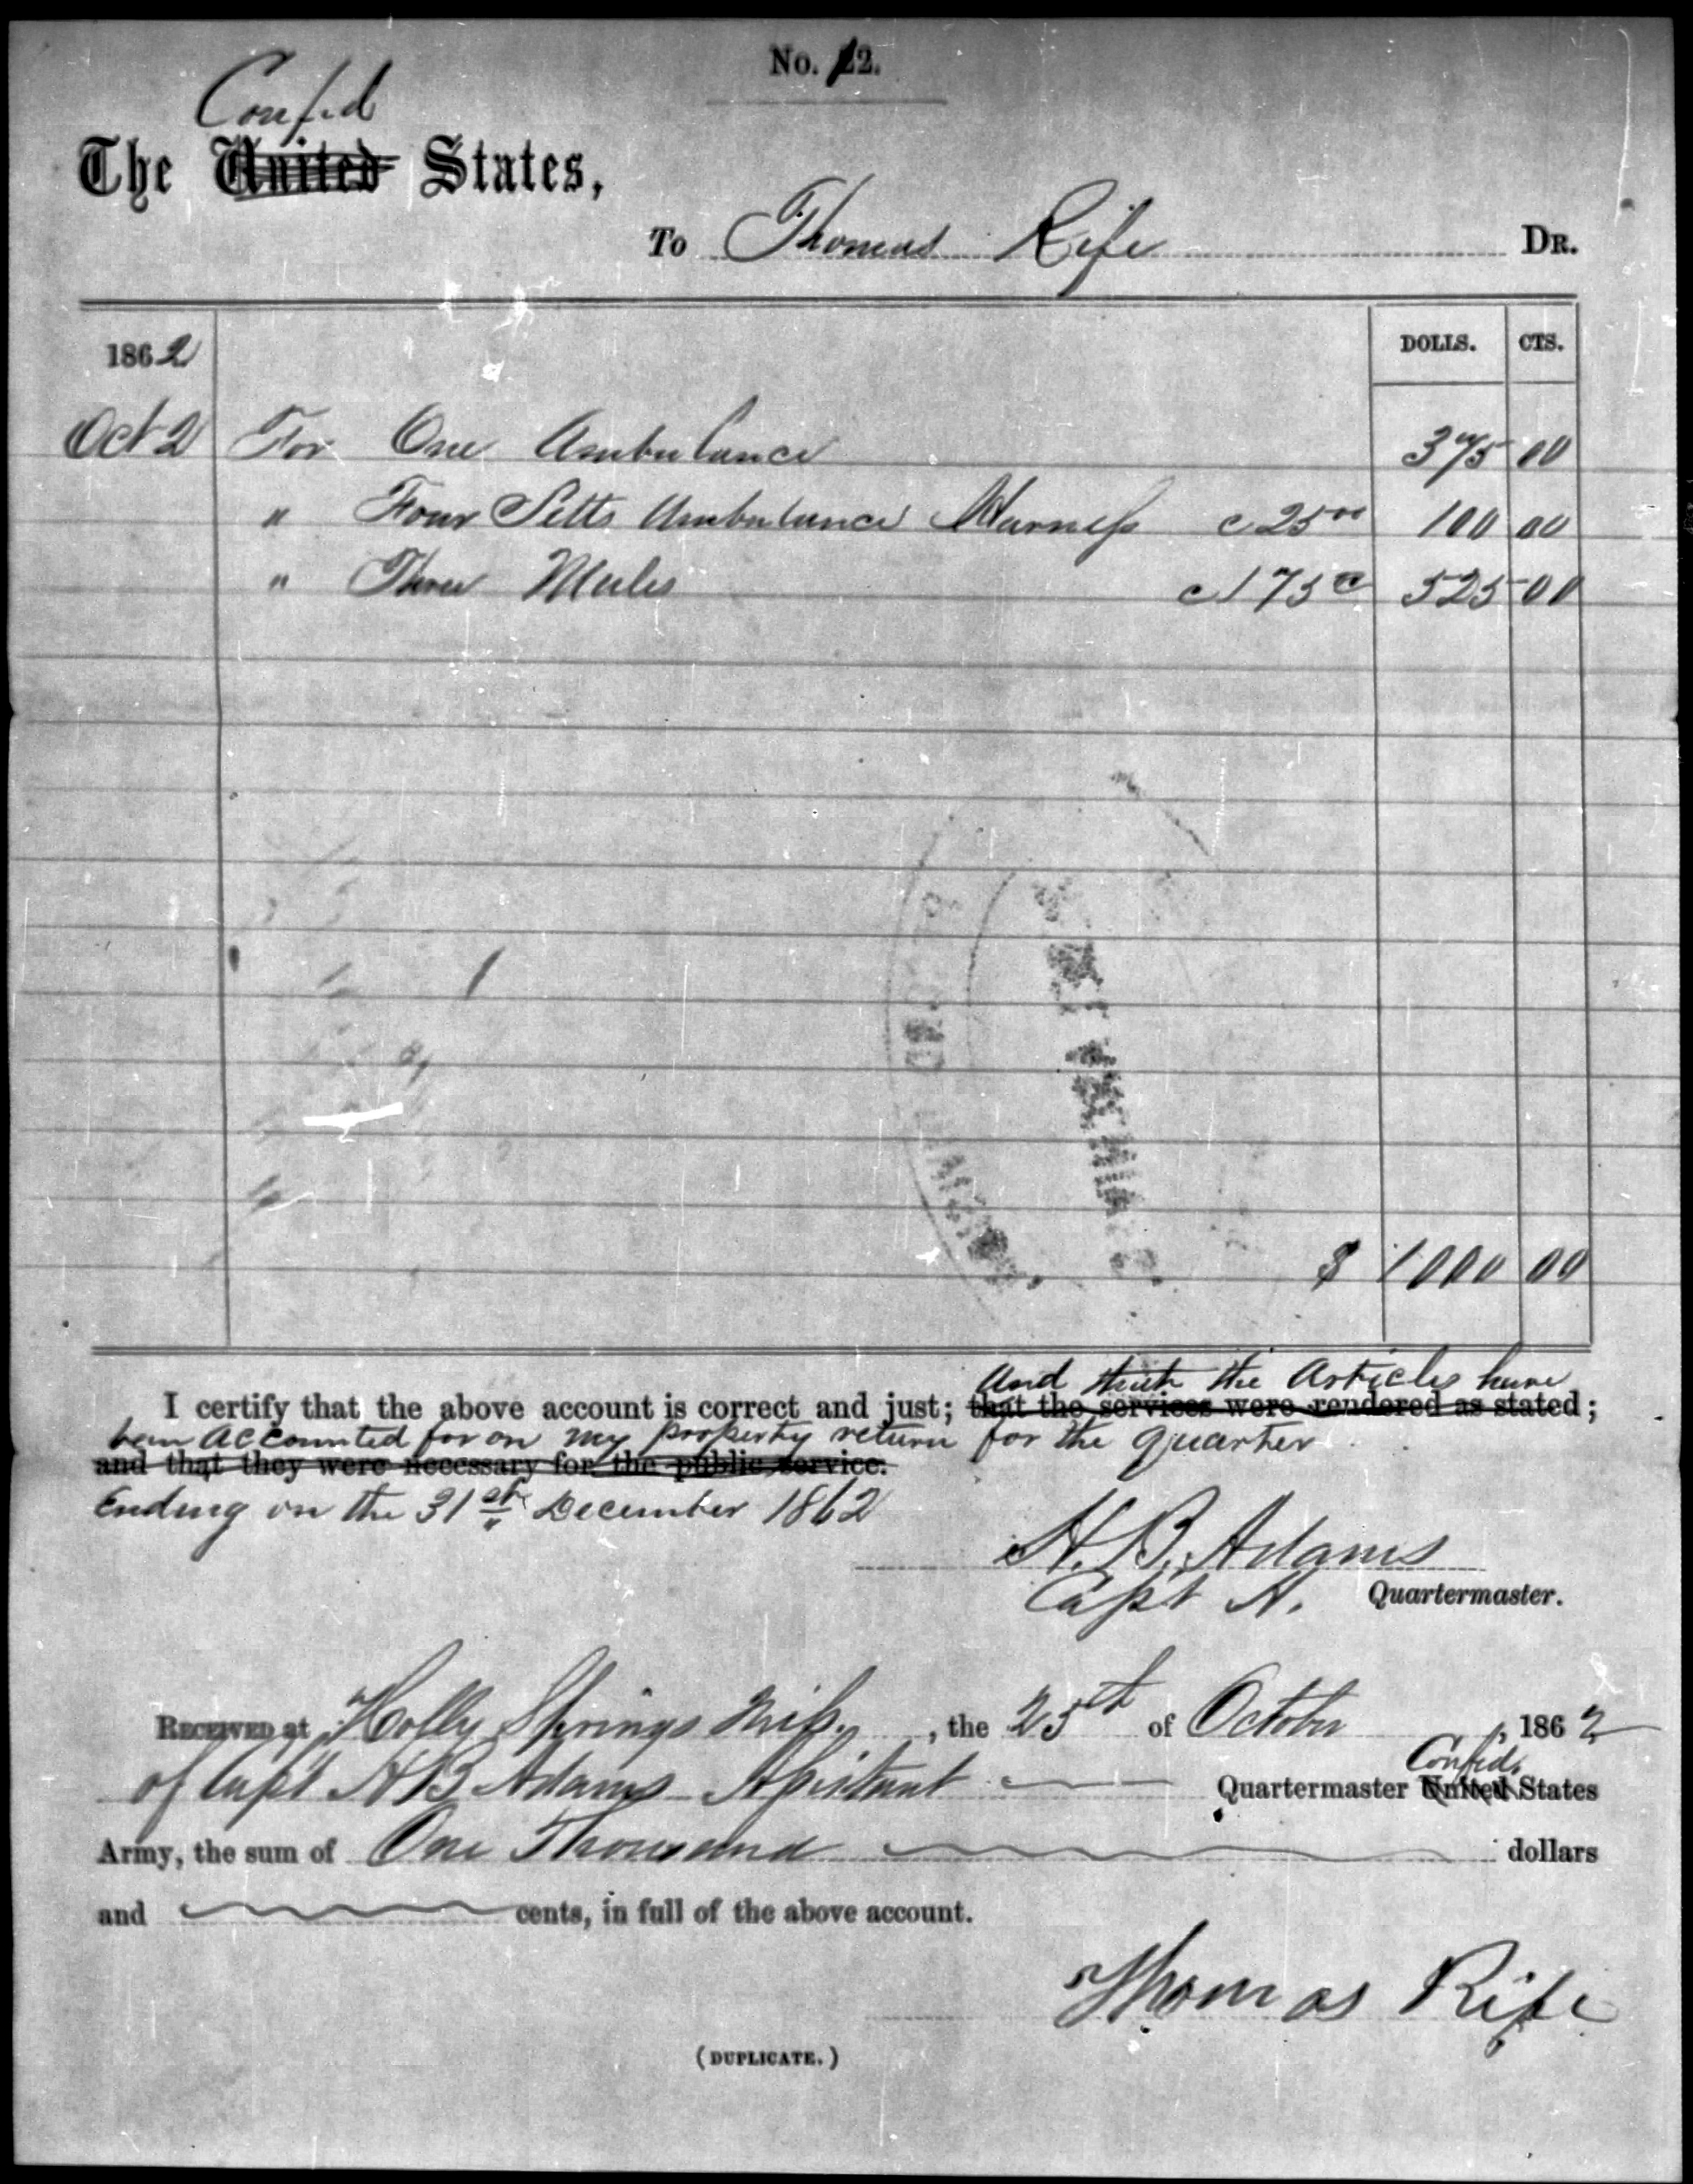 No. 12.
Confed
The United States,
To Thomas Rife DR.
1862 DOLLS. CTS.
Oct 2 For One Ambulance 375 00
" Four Setts Ambulance Harness c 25 00 100 00
" Three Mules c 175 00 525 00
$ 1000 00
and that the Articles have
I certify that the above account is correct and just; that the services were rendered as stated;
been accounted for on my property return for the quarter
and that they were necessary for the public service.
Ending on the 31st December 1862
H. B. Adams
Capt A. Quartermaster.
RECEIVED at Holly Springs Miss., the 25th of October, 1862
Confed.
of Capt H B Adams Assistant Quartermaster United States
Army, the sum of One Thousand dollars
and cents, in full of the above account.
Thomas Rife
(DUPLICATE.)